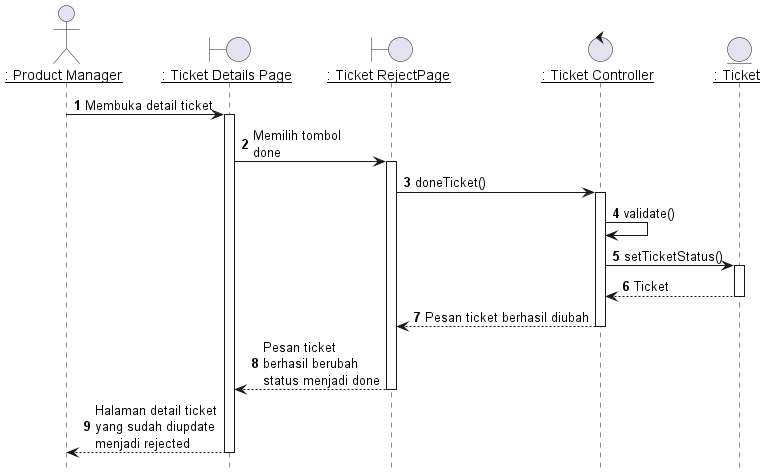 : Product Manager
: Ticket Details Page
: Ticket RejectPage
: Ticket Controller
: Ticket
1 Membuka detail ticket
2 Memilih tombol
done
3 doneTicket()
4 validate()
5 setTicketStatus()
6 Ticket
7 Pesan ticket berhasil diubah
Pesan ticket
8 berhasil berubah
status menjadi done
Halaman detail ticket
9 yang sudah diupdate
menjadi rejected